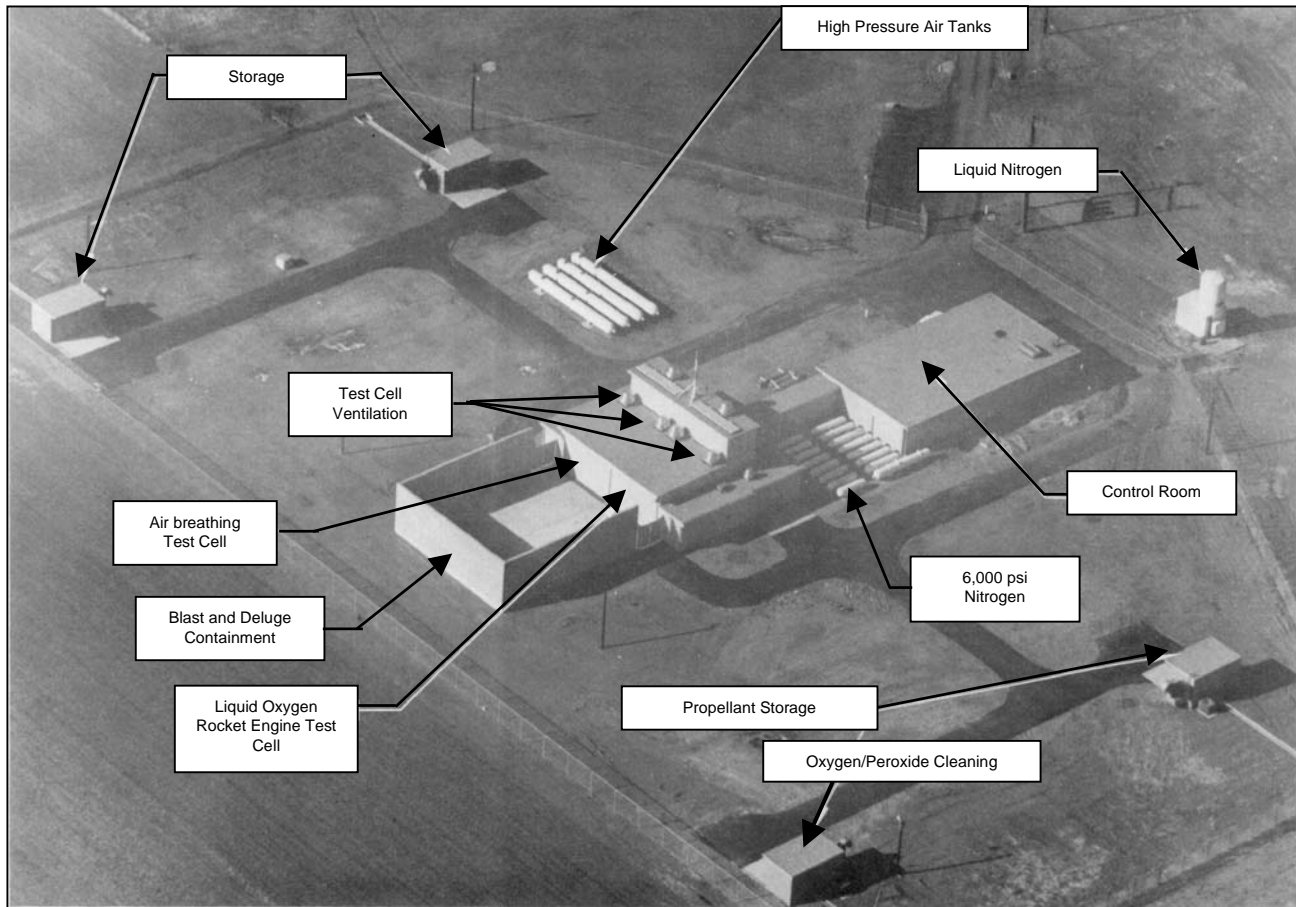 High Pressure Air Tanks
Storage
Liquid Nitrogen
Test Cell
Ventilation
Control Room
Air breathing
Test Cell
6,000 psi
Nitrogen
Blast and Deluge
Containment
Liquid Oxygen
Rocket Engine Test
Cell
Propellant Storage
Oxygen/Peroxide Cleaning